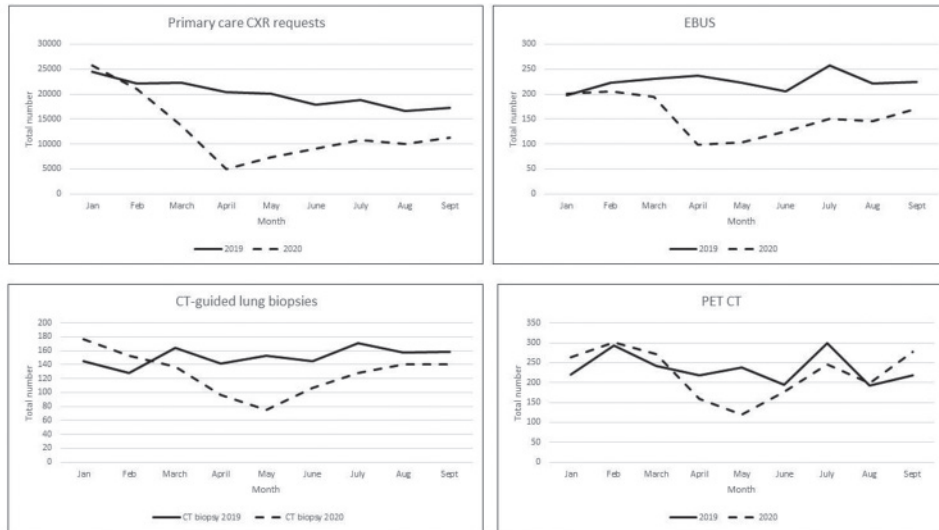 Primary care CXR requests
30000
25000
20000
15000
10000
5000
0
Total number
Jan Feb March April May June July Aug Sept
Month
2019 2020
EBUS
300
250
200
150
100
50
0
Total number
Jan Feb March April May June July Aug Sept
Month
2019 2020
CT-guided lung biopsies
200
180
160
140
120
100
80
60
40
20
0
Total number
Jan Feb March April May June July Aug Sept
Month
CT biopsy 2019 CT biopsy 2020
PET CT
350
300
250
200
150
100
50
0
Total number
Jan Feb March April May June July Aug Sept
Month
2019 2020